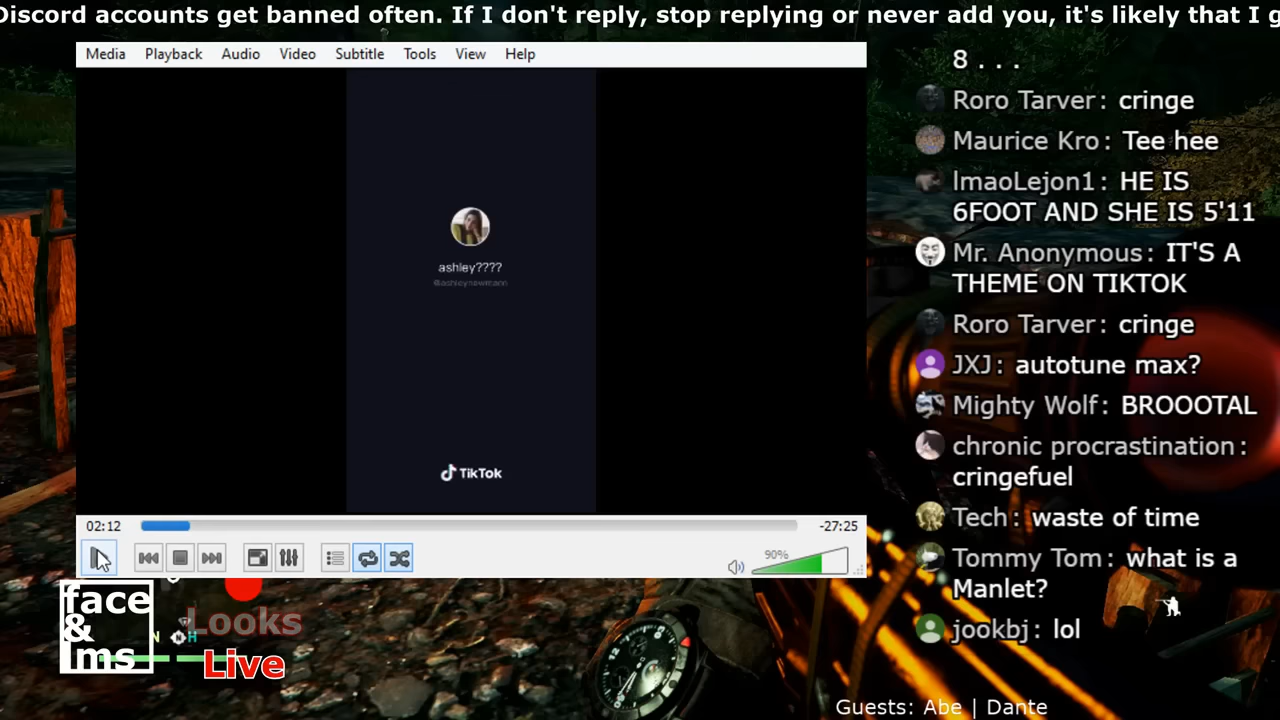 Discord accounts get banned often. If I don't reply, stop replying or never add you, it's likely that I g
Media Playback Audio Video Subtitle Tools View Help
ashley????
@ashleynewmann
TikTok
02:12
-27:25
90%
8 . . .
Roro Tarver: cringe
Maurice Kro: Tee hee
lmaoLejon1: HE IS
6FOOT AND SHE IS 5'11
Mr. Anonymous: IT'S A
THEME ON TIKTOK
Roro Tarver: cringe
JXJ: autotune max?
Mighty Wolf: BROOOTAL
chronic procrastination:
cringefuel
Tech: waste of time
Tommy Tom: what is a
Manlet?
jookbj: lol
face
&
lms
Looks
Live
N
H
Guests: Abe | Dante